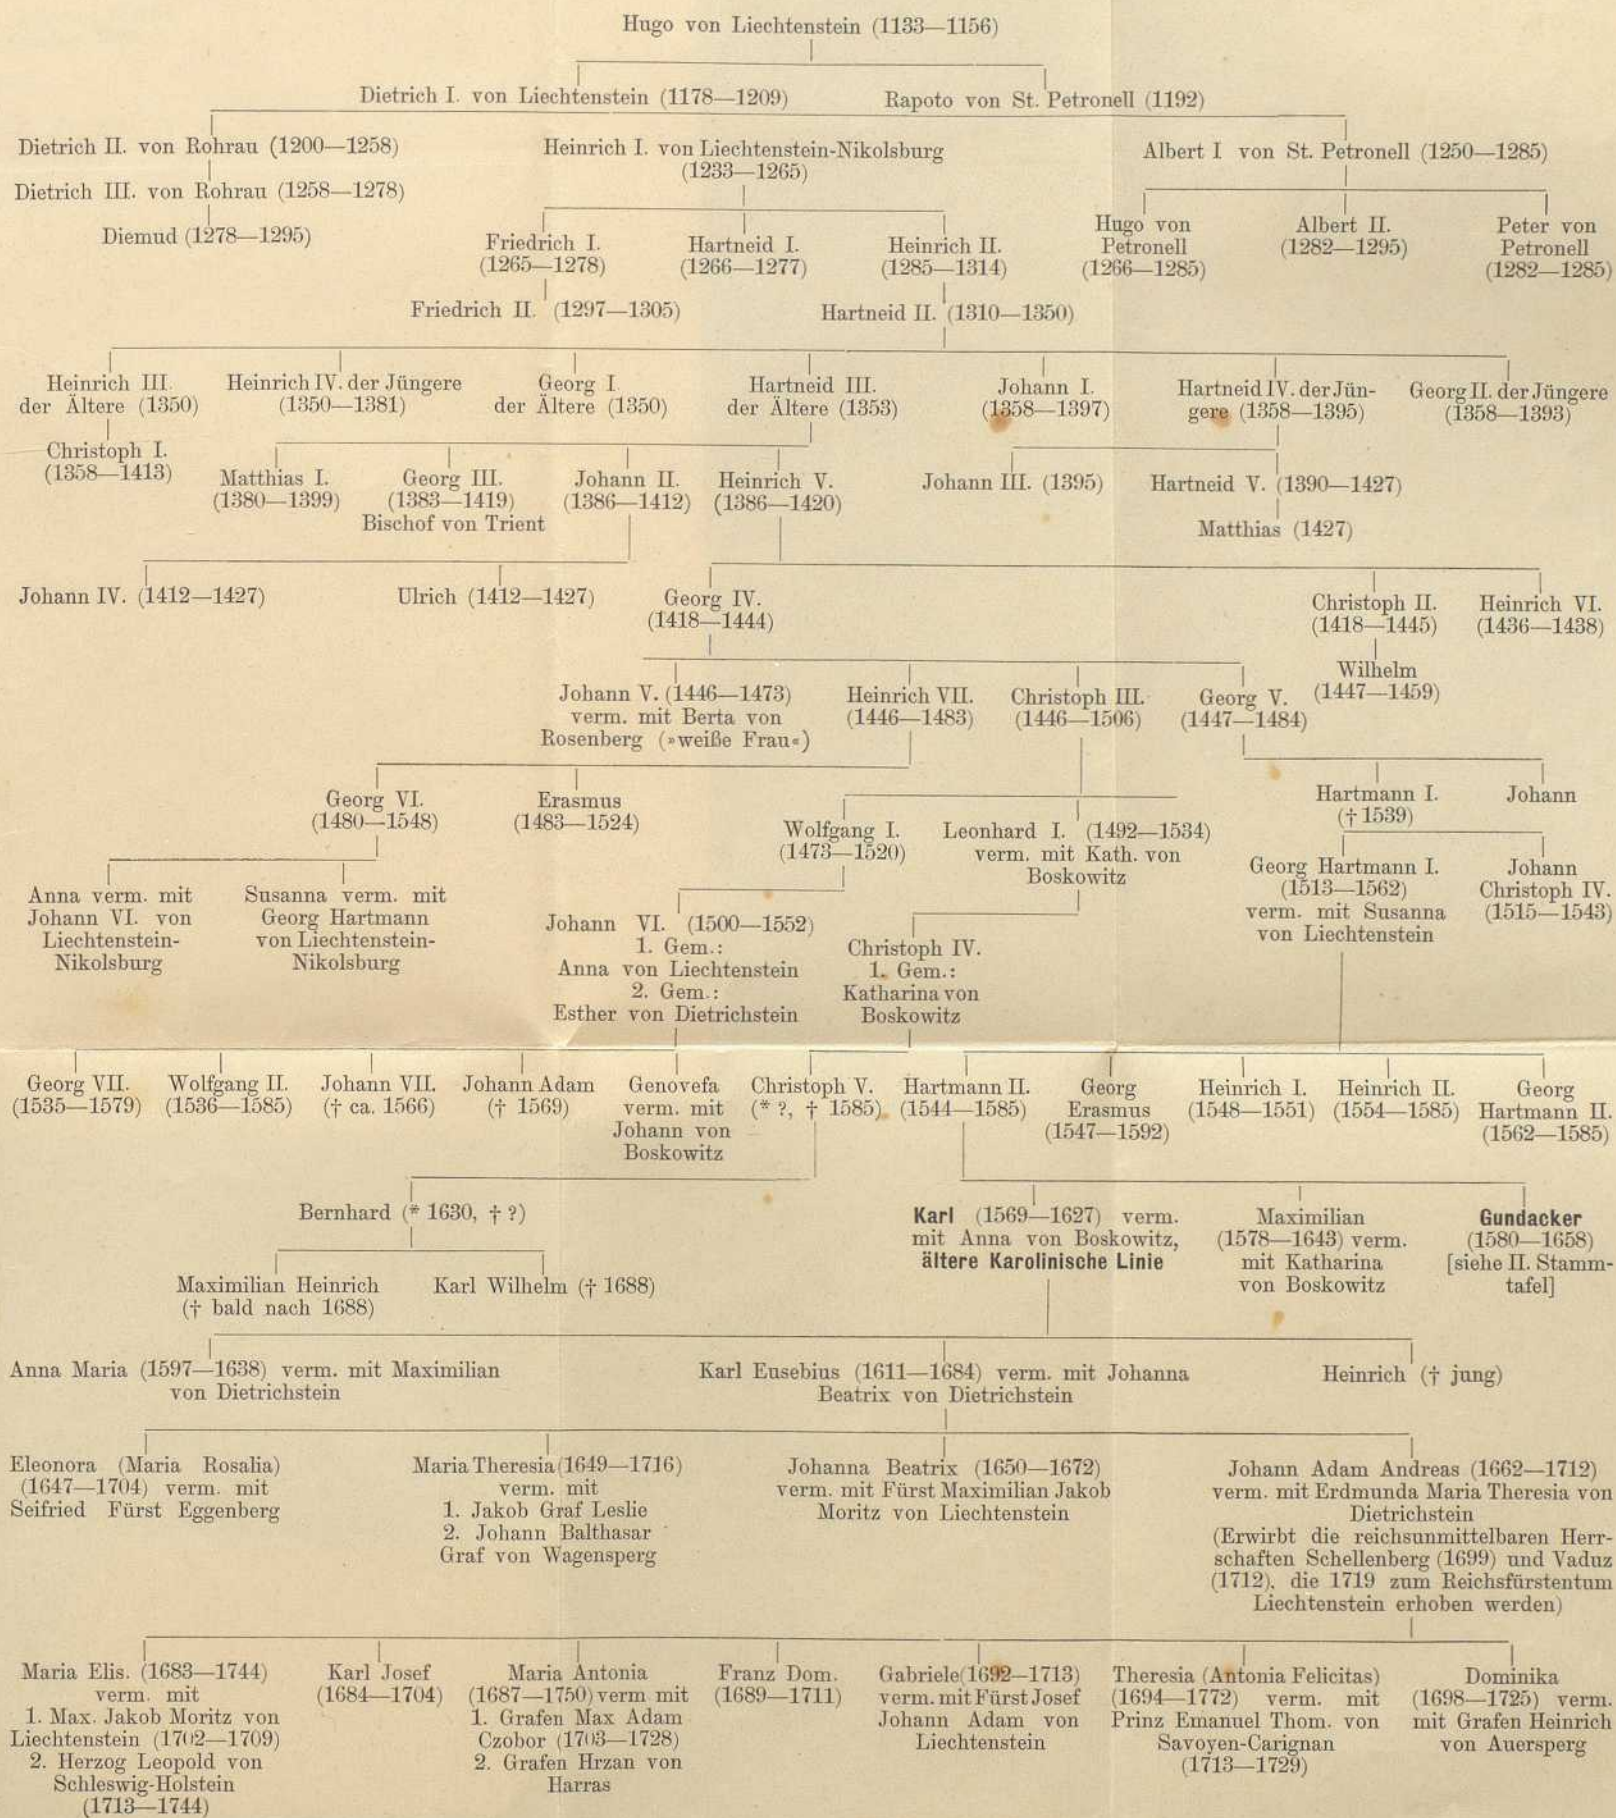 Hugo von Liechtenstein (1133—1156)
Dietrich I. von Liechtenstein (1178—1209)
Rapoto von St. Petronell (1192)
Dietrich II. von Rohrau (1200—1258)
Heinrich I. von Liechtenstein-Nikolsburg
(1233—1265)
Albert I von St. Petronell (1250—1285)
Dietrich III. von Rohrau (1258—1278)
Diemud (1278—1295)
Friedrich I.
(1265—1278)
Hartneid I.
(1266—1277)
Heinrich II.
(1285—1314)
Hugo von
Petronell
(1266—1285)
Albert II.
(1282—1295)
Peter von
Petronell
(1282—1285)
Friedrich II. (1297—1305)
Hartneid II. (1310—1350)
Heinrich III.
der Ältere (1350)
Heinrich IV. der Jüngere
(1350—1381)
Georg I
der Ältere (1350)
Hartneid III.
der Ältere (1353)
Johann I.
(1358—1397)
Hartneid IV. der Jün-
gere (1358—1395)
Georg II. der Jüngere
(1358—1393)
Christoph I.
(1358—1413)
Matthias I.
(1380—1399)
Georg III.
(1383—1419)
Bischof von Trient
Johann II.
(1386—1412)
Heinrich V.
(1386—1420)
Johann III. (1395)
Hartneid V. (1390—1427)
Matthias (1427)
Johann IV. (1412—1427)
Ulrich (1412—1427)
Georg IV.
(1418—1444)
Christoph II.
(1418—1445)
Heinrich VI.
(1436—1438)
Wilhelm
(1447—1459)
Johann V. (1446—1473)
verm. mit Berta von
Rosenberg (»weiße Frau«)
Heinrich VII.
(1446—1483)
Christoph III.
(1446—1506)
Georg V.
(1447—1484)
Georg VI.
(1480—1548)
Erasmus
(1483—1524)
Wolfgang I.
(1473—1520)
Leonhard I. (1492—1534)
verm. mit Kath. von
Boskowitz
Hartmann I.
(† 1539)
Johann
Anna verm. mit
Johann VI. von
Liechtenstein-
Nikolsburg
Susanna verm. mit
Georg Hartmann
von Liechtenstein-
Nikolsburg
Johann VI. (1500—1552)
1. Gem.:
Anna von Liechtenstein
2. Gem.:
Esther von Dietrichstein
Christoph IV.
1. Gem.:
Katharina von
Boskowitz
Georg Hartmann I.
(1513—1562)
verm. mit Susanna
von Liechtenstein
Johann
Christoph IV.
(1515—1543)
Georg VII.
(1535—1579)
Wolfgang II.
(1536—1585)
Johann VII.
(† ca. 1566)
Johann Adam
(† 1569)
Genovefa
verm. mit
Johann von
Boskowitz
Christoph V.
(* ?, † 1585)
Hartmann II.
(1544—1585)
Georg
Erasmus
(1547—1592)
Heinrich I.
(1548—1551)
Heinrich II.
(1554—1585)
Georg
Hartmann II.
(1562—1585)
Bernhard (* 1630, † ?)
Karl (1569—1627) verm.
mit Anna von Boskowitz,
ältere Karolinische Linie
Maximilian
(1578—1643) verm.
mit Katharina
von Boskowitz
Gundacker
(1580—1658)
[siehe II. Stamm-
tafel]
Maximilian Heinrich
(† bald nach 1688)
Karl Wilhelm († 1688)
Anna Maria (1597—1638) verm. mit Maximilian
von Dietrichstein
Karl Eusebius (1611—1684) verm. mit Johanna
Beatrix von Dietrichstein
Heinrich († jung)
Eleonora (Maria Rosalia)
(1647—1704) verm. mit
Seifried Fürst Eggenberg
Maria Theresia (1649—1716)
verm. mit
1. Jakob Graf Leslie
2. Johann Balthasar
Graf von Wagensperg
Johanna Beatrix (1650—1672)
verm. mit Fürst Maximilian Jakob
Moritz von Liechtenstein
Johann Adam Andreas (1662—1712)
verm. mit Erdmunda Maria Theresia von
Dietrichstein
(Erwirbt die reichsunmittelbaren Herr-
schaften Schellenberg (1699) und Vaduz
(1712), die 1719 zum Reichsfürstentum
Liechtenstein erhoben werden)
Maria Elis. (1683—1744)
verm. mit
1. Max. Jakob Moritz von
Liechtenstein (1702—1709)
2. Herzog Leopold von
Schleswig-Holstein
(1713—1744)
Karl Josef
(1684—1704)
Maria Antonia
(1687—1750) verm mit
1. Grafen Max Adam
Czobor (1703—1728)
2. Grafen Hrzan von
Harras
Franz Dom.
(1689—1711)
Gabriele (1692—1713)
verm. mit Fürst Josef
Johann Adam von
Liechtenstein
Theresia (Antonia Felicitas)
(1694—1772) verm. mit
Prinz Emanuel Thom. von
Savoyen-Carignan
(1713—1729)
Dominika
(1698—1725) verm.
mit Grafen Heinrich
von Auersperg